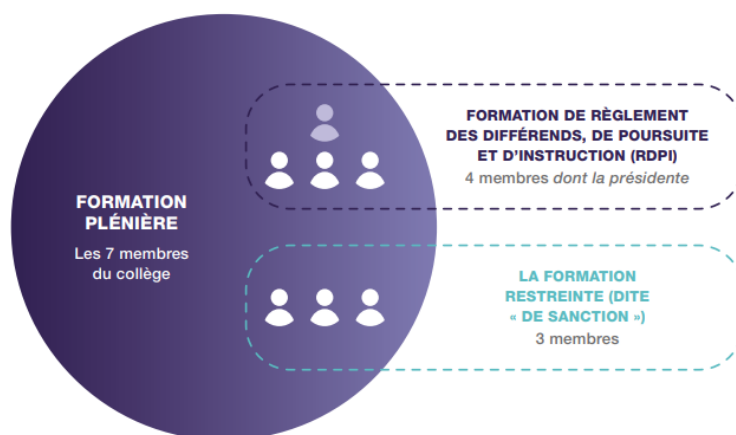 FORMATION
PLÉNIÈRE
Les 7 membres
du collège
FORMATION DE RÈGLEMENT
DES DIFFÉRENDS, DE POURSUITE
ET D'INSTRUCTION (RDPI)
4 membres dont la présidente
LA FORMATION
RESTREINTE (DITE
« DE SANCTION »)
3 membres